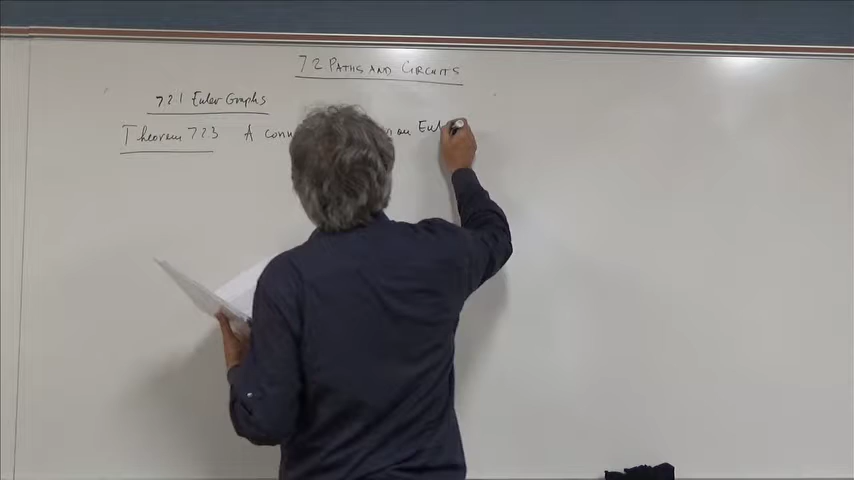 7.2 PATHS AND CIRCUITS
7.2.1 Euler Graphs
Theorem 7.2.3 A conn an Eul